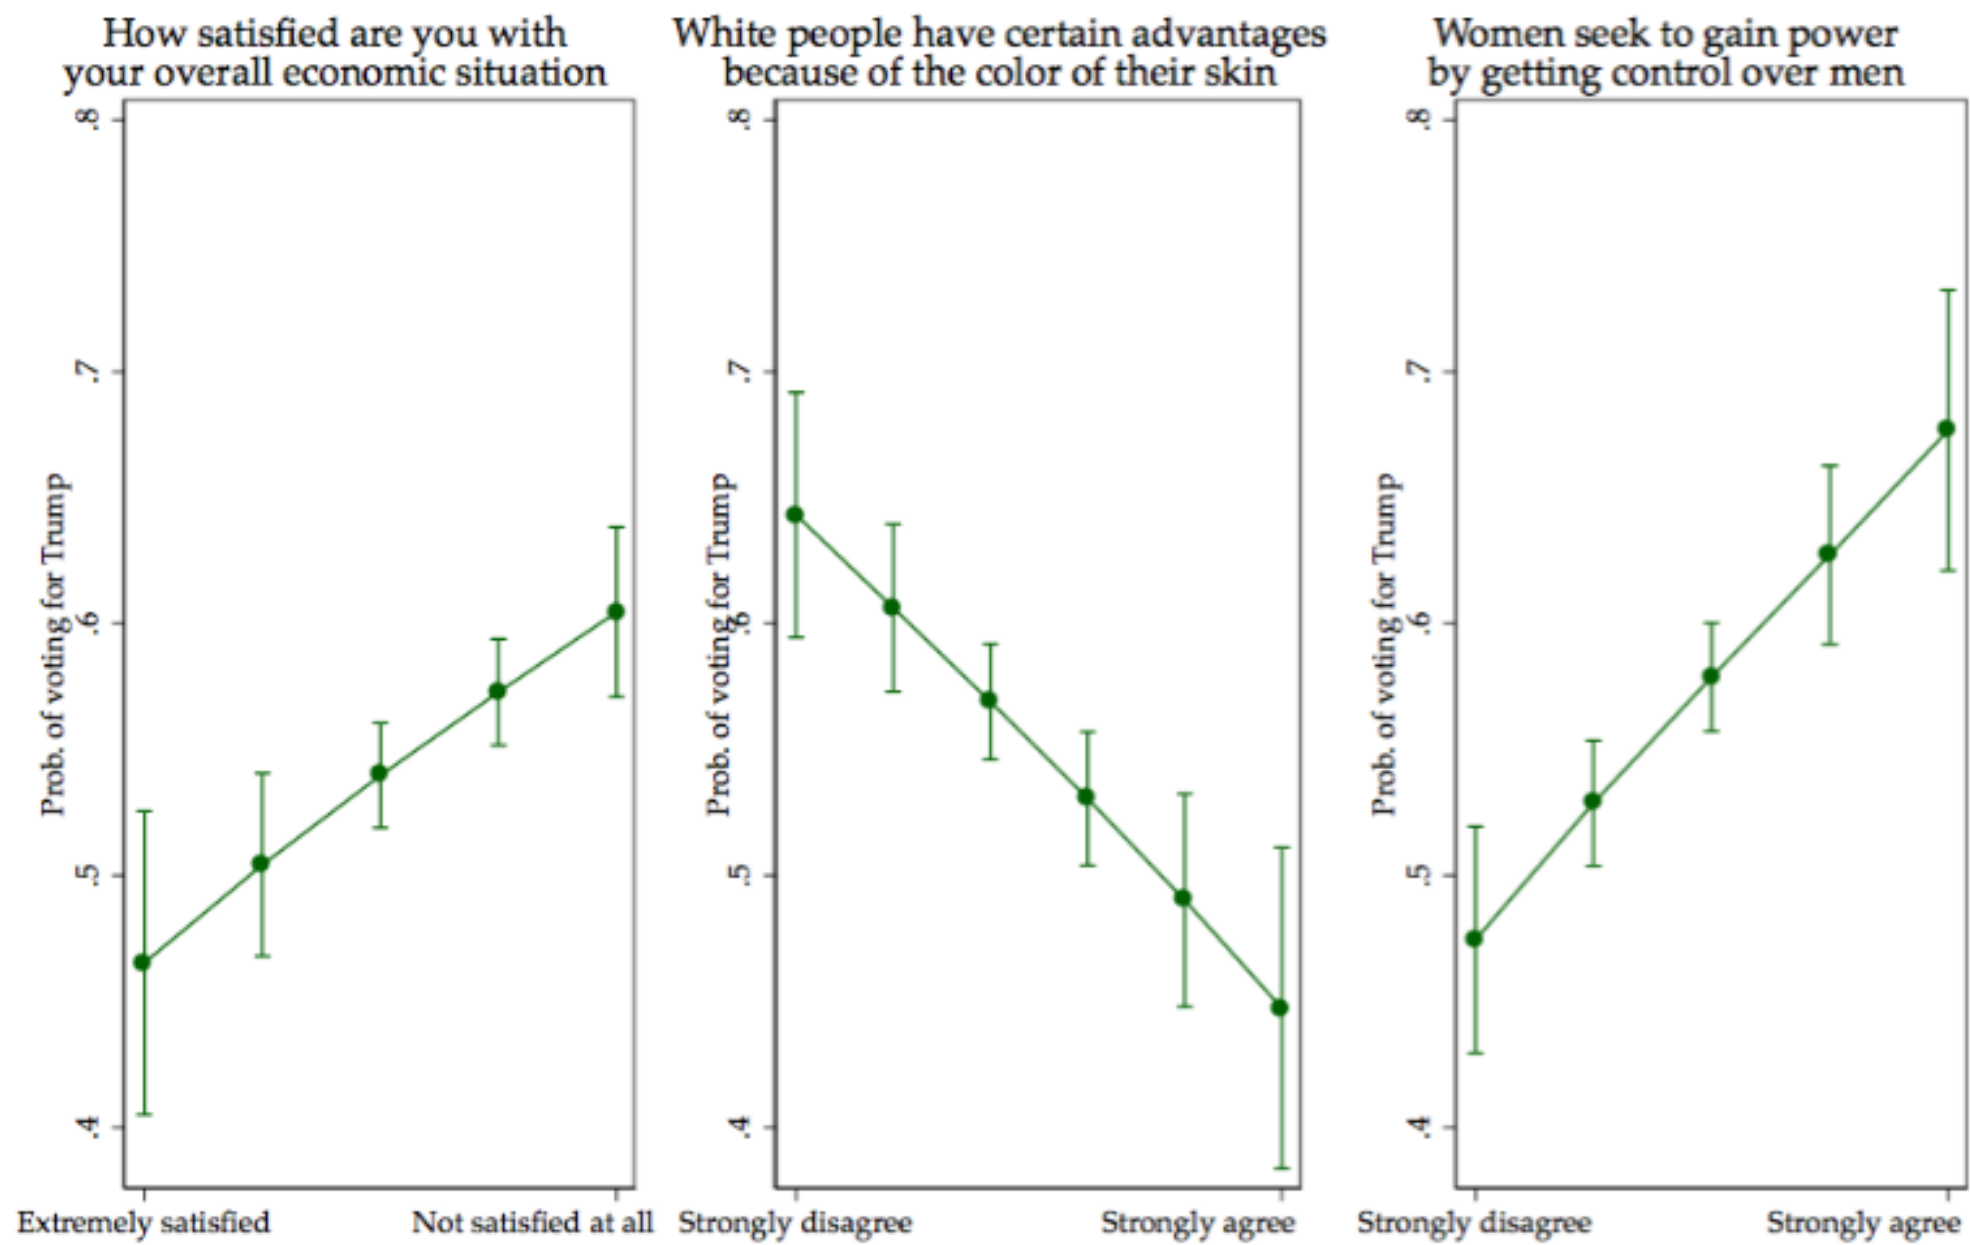 How satisfied are you with
your overall economic situation
.8
.7
.6
.5
.4
Prob. of voting for Trump
Extremely satisfied
Not satisfied at all
White people have certain advantages
because of the color of their skin
.8
.7
.6
.5
.4
Prob. of voting for Trump
Strongly disagree
Strongly agree
Women seek to gain power
by getting control over men
.8
.7
.6
.5
.4
Prob. of voting for Trump
Strongly disagree
Strongly agree